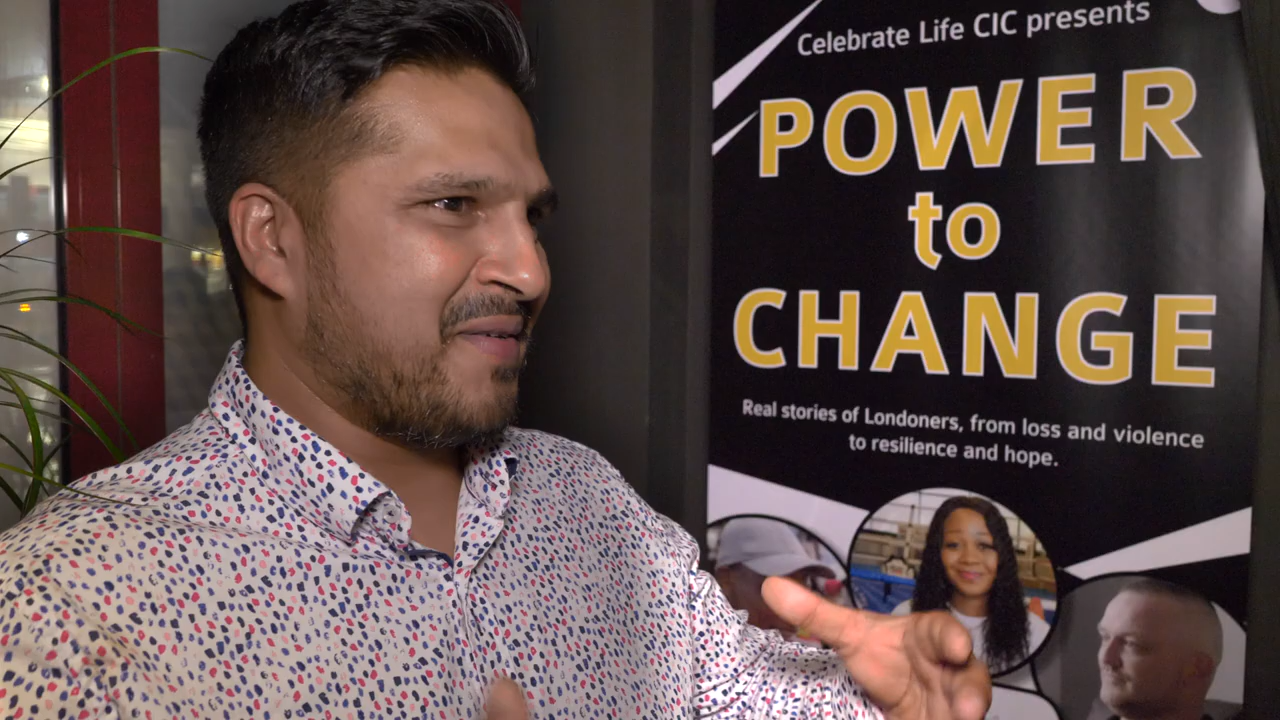 Celebrate Life CIC presents
POWER
to
CHANGE
Real stories of Londoners, from loss and violence
to resilience and hope.